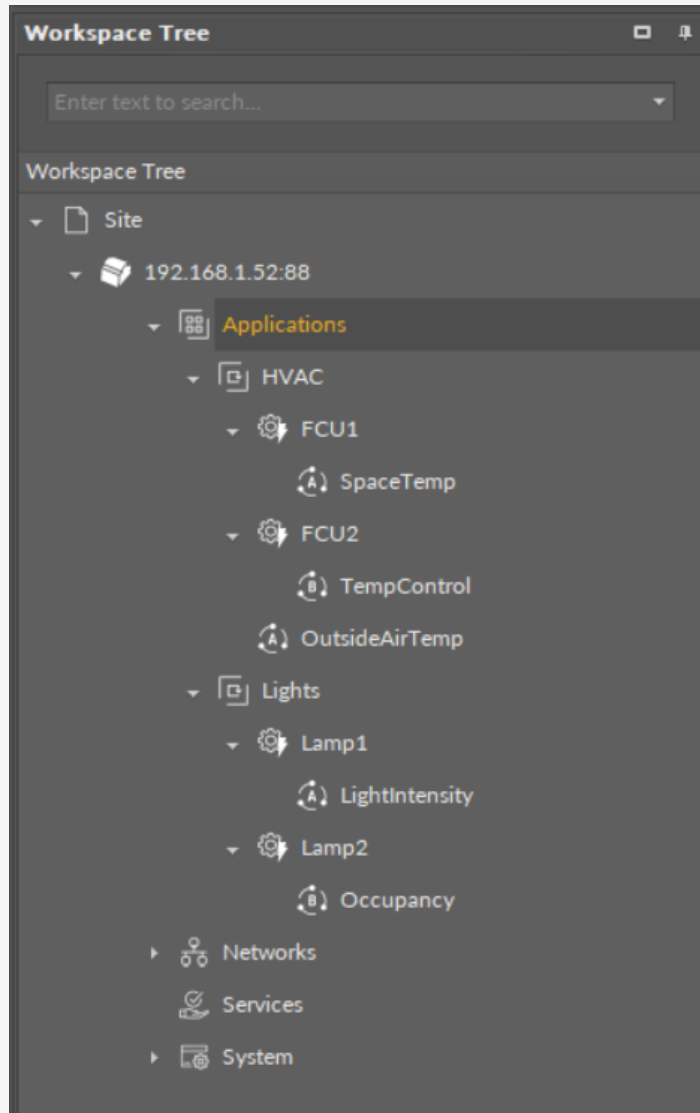 Workspace Tree
Enter text to search...
Workspace Tree
Site
192.168.1.52:88
Applications
HVAC
FCU1
A SpaceTemp
FCU2
B TempControl
A OutsideAirTemp
Lights
Lamp1
A LightIntensity
Lamp2
B Occupancy
Networks
Services
System